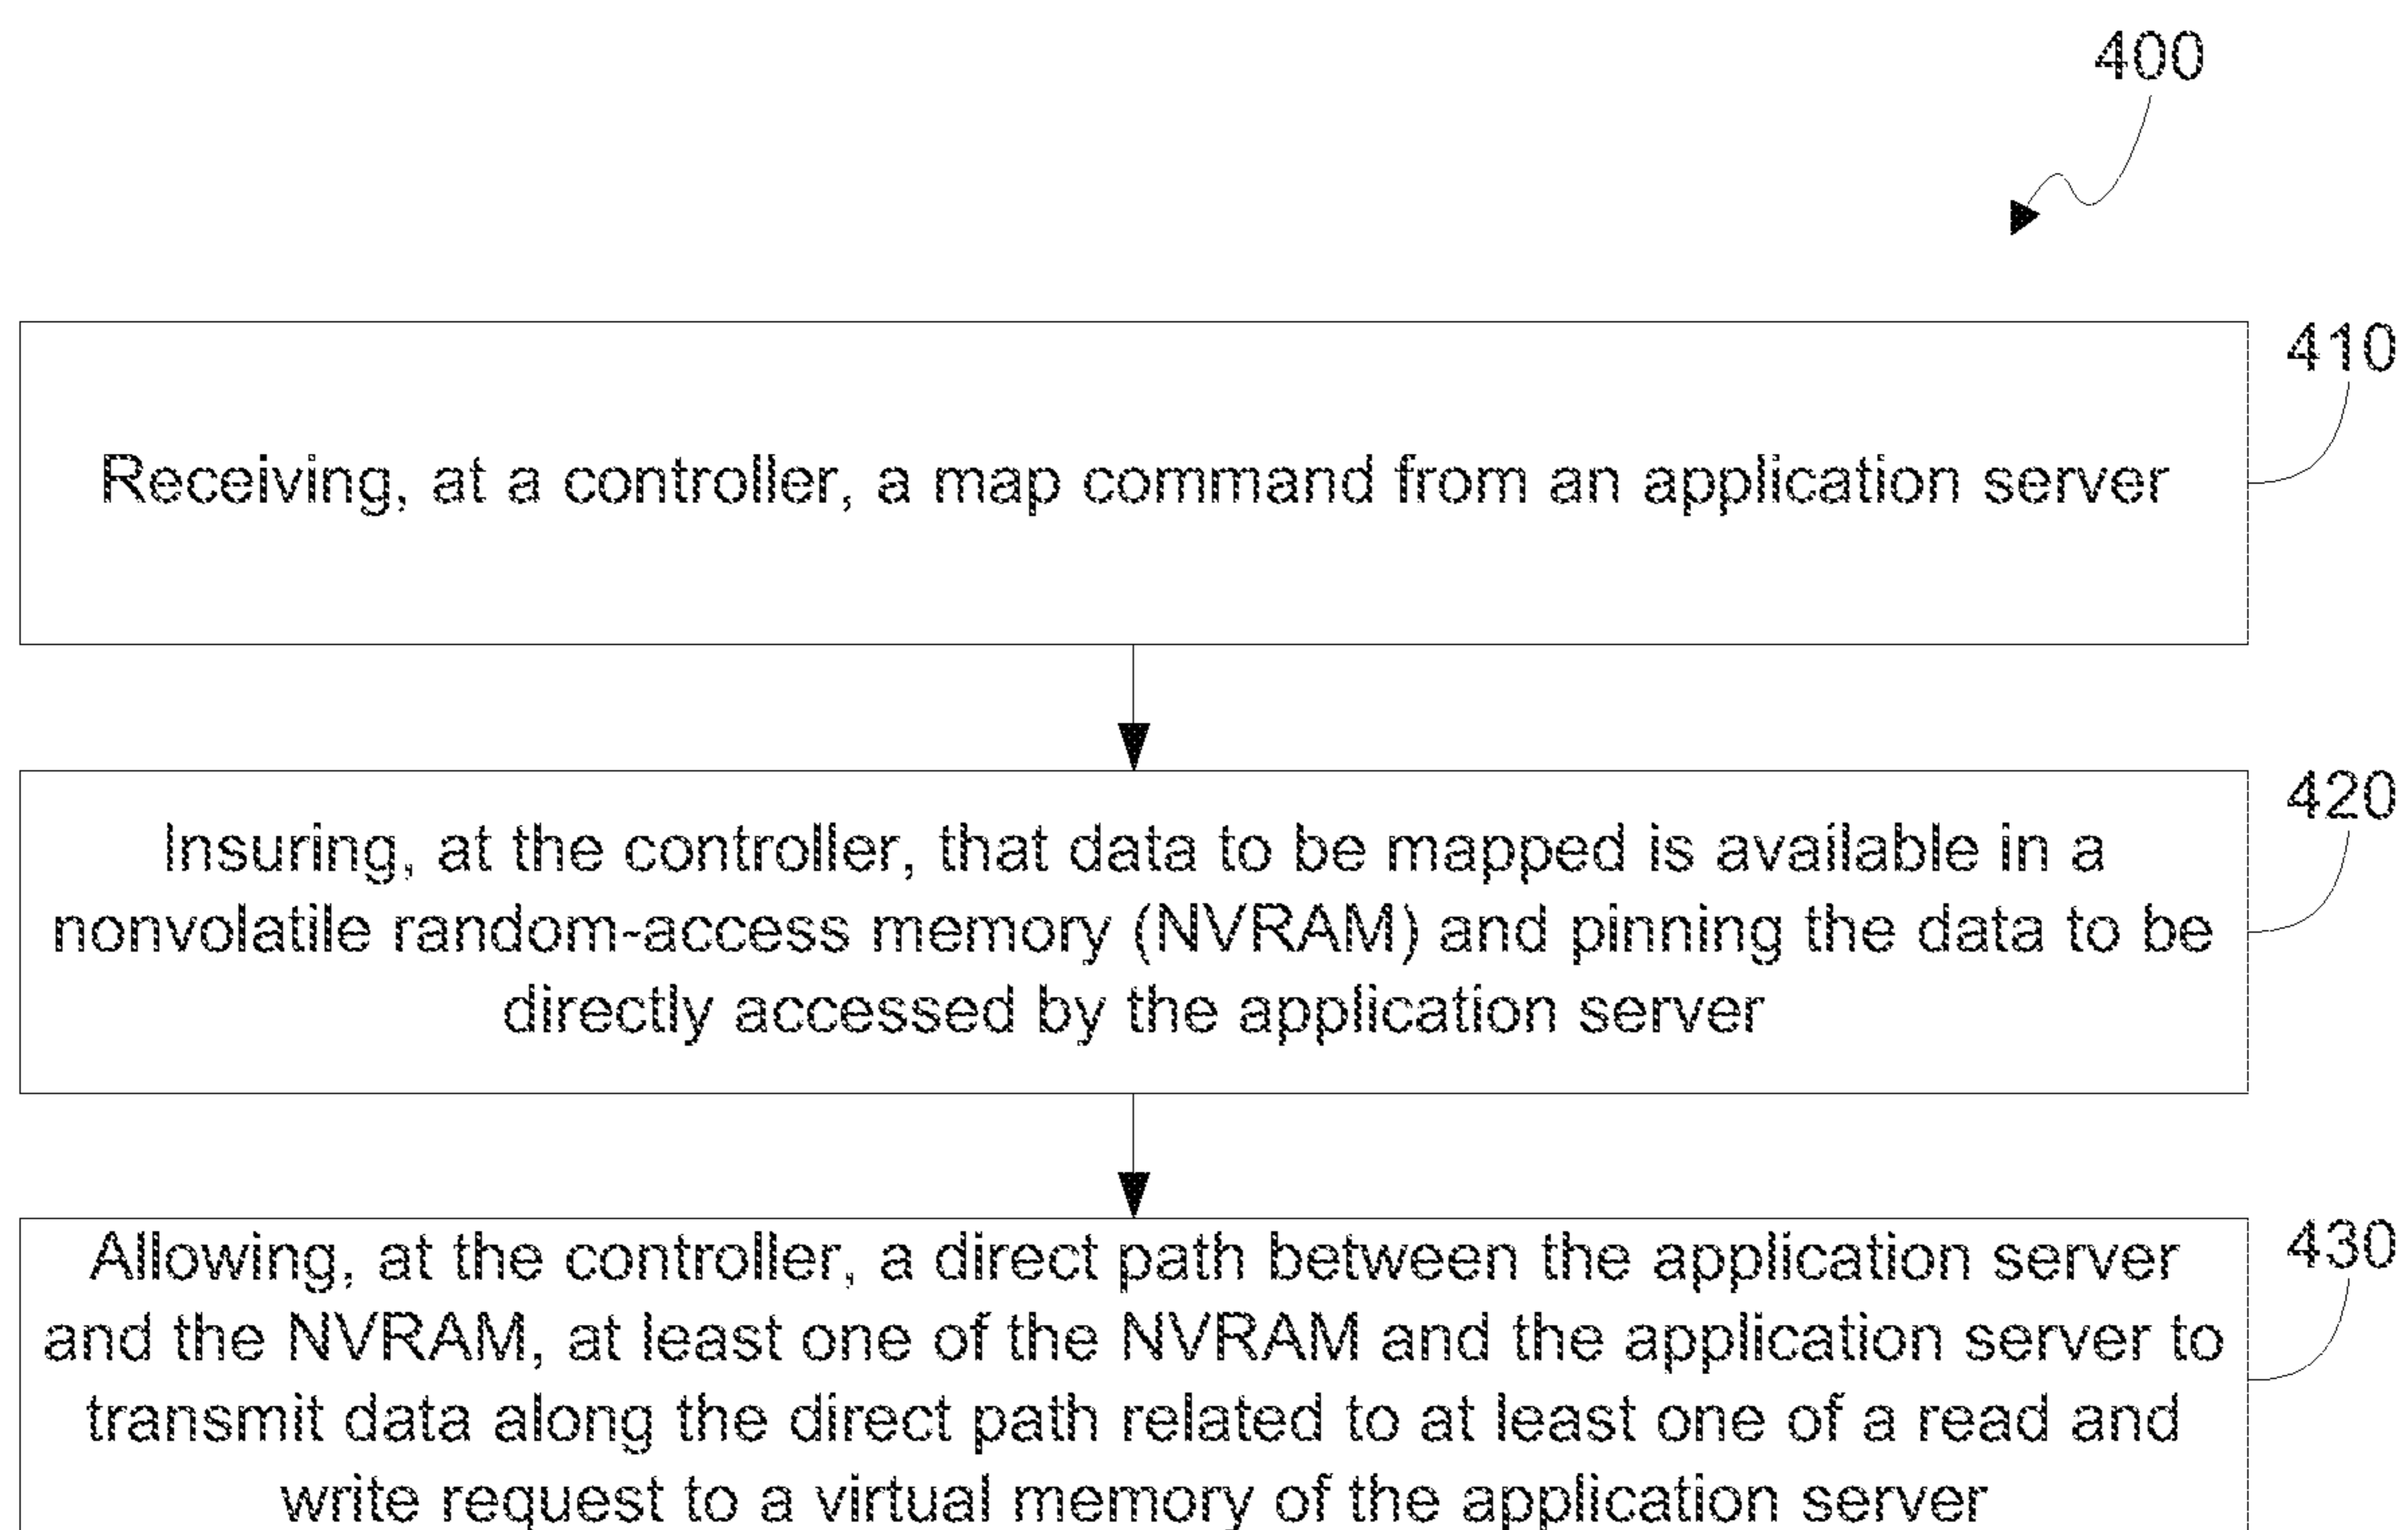 400
410
Receiving, at a controller, a map command from an application server
420
Insuring, at the controller, that data to be mapped is available in a
nonvolatile random-access memory (NVRAM) and pinning the data to be
directly accessed by the application server
430
Allowing, at the controller, a direct path between the application server
and the NVRAM, at least one of the NVRAM and the application server to
transmit data along the direct path related to at least one of a read and
write request to a virtual memory of the application server